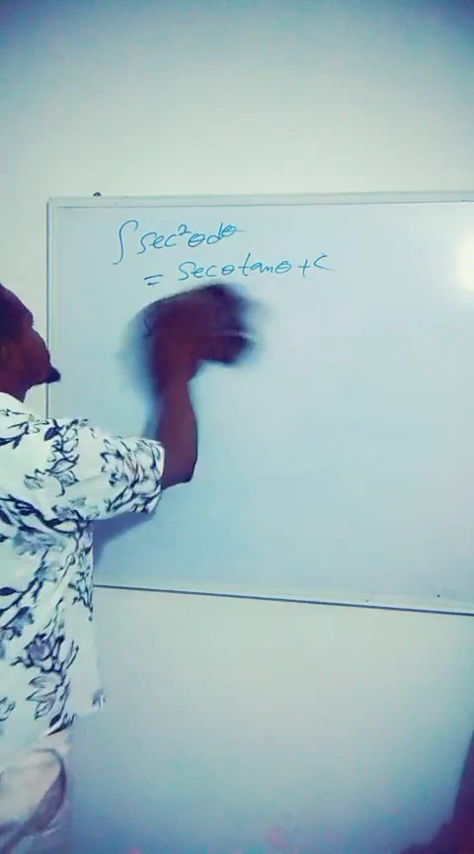 ∫ sec²θdθ
= secθtanθ + c